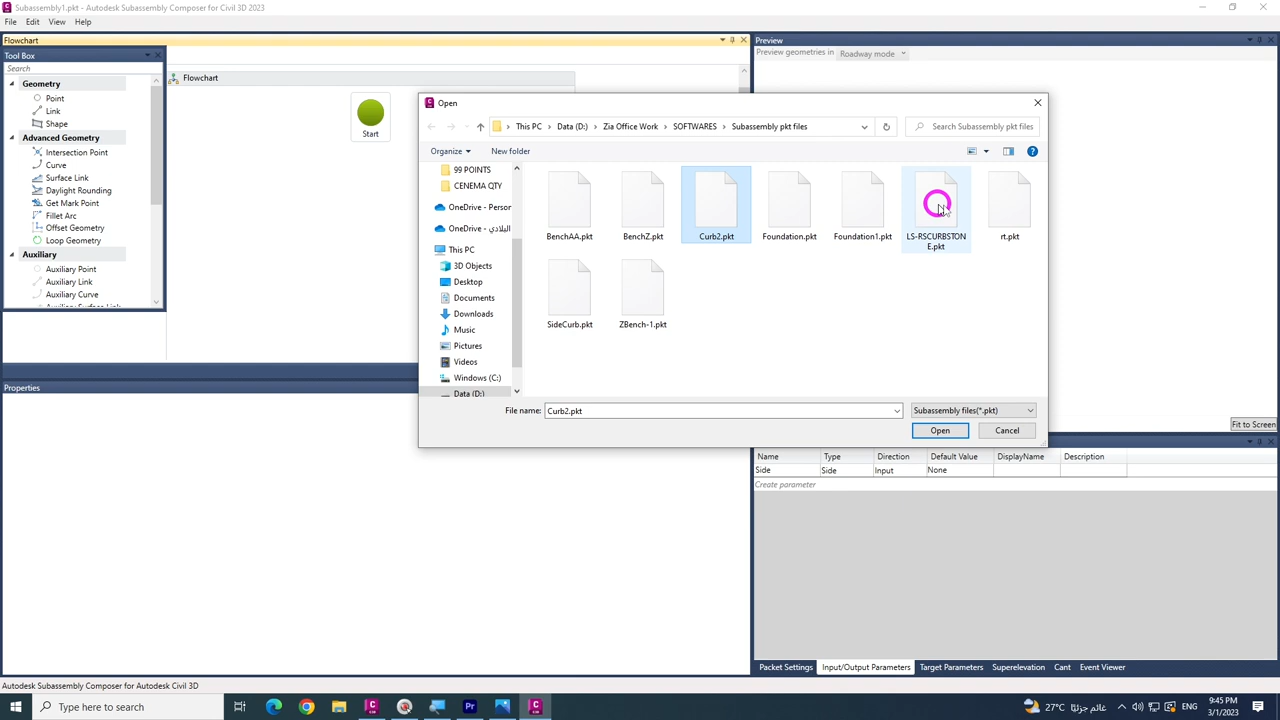 Subassembly1.pkt - Autodesk Subassembly Composer for Civil 3D 2023
File Edit View Help
Flowchart
Tool Box
Search
Geometry
Point
Link
Shape
Advanced Geometry
Intersection Point
Curve
Surface Link
Daylight Rounding
Get Mark Point
Fillet Arc
Offset Geometry
Loop Geometry
Auxiliary
Auxiliary Point
Auxiliary Link
Auxiliary Curve
Auxiliary Surface Link
Flowchart
Start
Preview
Preview geometries in Roadway mode
Open
This PC > Data (D:) > Zia Office Work > SOFTWARES > Subassembly pkt files
Search Subassembly pkt files
Organize New folder
99 POINTS
CENEMA QTY
OneDrive - Person
OneDrive - البلادي
This PC
3D Objects
Desktop
Documents
Downloads
Music
Pictures
Videos
Windows (C:)
Data (D:)
BenchAA.pkt
BenchZ.pkt
Curb2.pkt
Foundation.pkt
Foundation1.pkt
LS-RSCURBSTON
E.pkt
rt.pkt
SideCurb.pkt
ZBench-1.pkt
File name: Curb2.pkt
Subassembly files(*.pkt)
Open Cancel
Fit to Screen
Properties
Name Type Direction Default Value DisplayName Description
Side Side Input None
Create parameter
Packet Settings Input/Output Parameters Target Parameters Superelevation Cant Event Viewer
Autodesk Subassembly Composer for Autodesk Civil 3D
Type here to search
27°C غائم جزئيًا
ENG
9:45 PM
3/1/2023